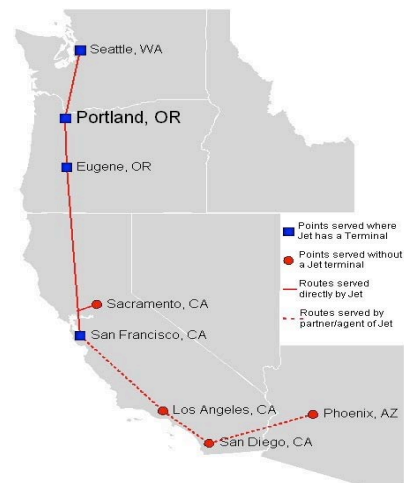 Seattle, WA
Portland, OR
Eugene, OR
Points served where
Jet has a Terminal
Points served without
a Jet terminal
Routes served
directly by Jet
Routes served by
partner/agent of Jet
Sacramento, CA
San Francisco, CA
Los Angeles, CA
Phoenix, AZ
San Diego, CA